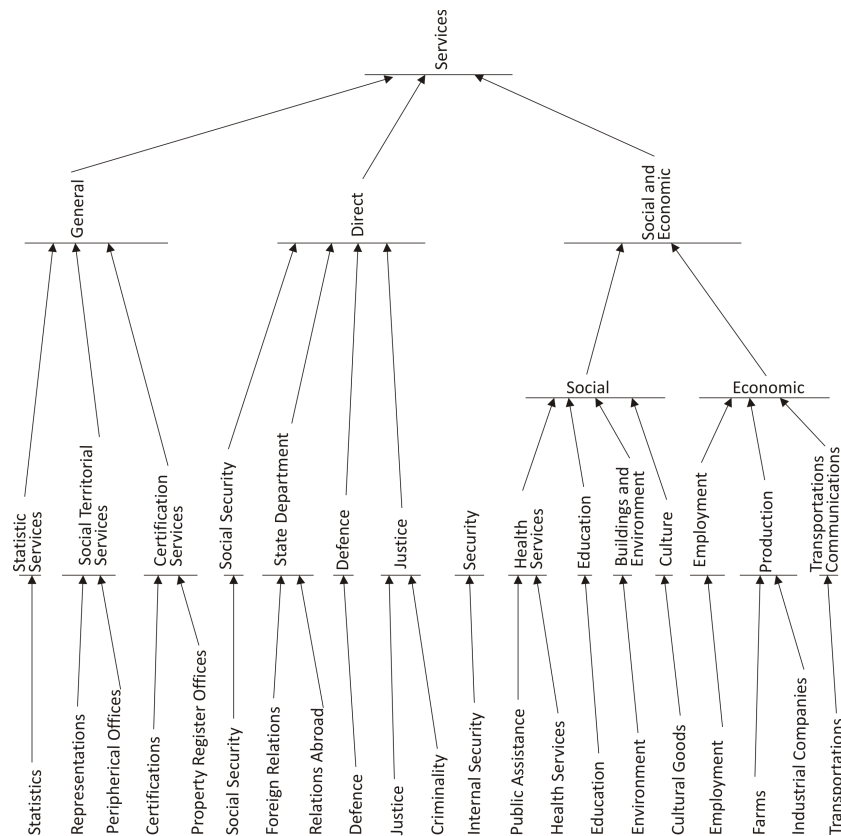 Services
General
Direct
Social and
Economic
Social
Economic
Statistic
Services
Social Territorial
Services
Certification
Services
Social Security
State Department
Defence
Justice
Security
Health
Services
Education
Buildings and
Environment
Culture
Employment
Production
Transportations
Communications
Statistics
Representations
Peripherical Offices
Certifications
Property Register Offices
Social Security
Foreign Relations
Relations Abroad
Defence
Justice
Criminality
Internal Security
Public Assistance
Health Services
Education
Environment
Cultural Goods
Employment
Farms
Industrial Companies
Transportations